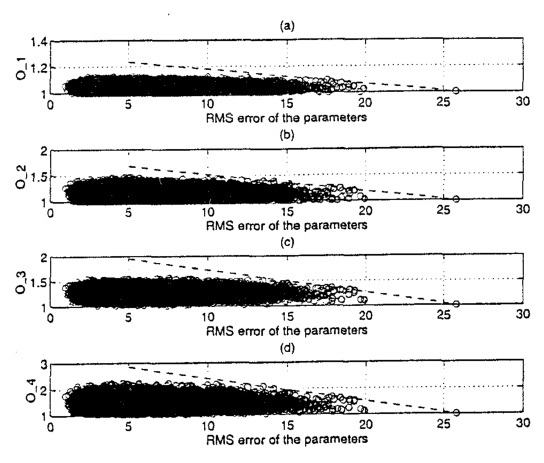 (a)
1.4
1.2
1
O_1
0 5 10 15 20 25 30
RMS error of the parameters
(b)
2
1.5
1
O_2
0 5 10 15 20 25 30
RMS error of the parameters
(c)
2
1.5
1
O_3
0 5 10 15 20 25 30
RMS error of the parameters
(d)
3
2
1
O_4
0 5 10 15 20 25 30
RMS error of the parameters